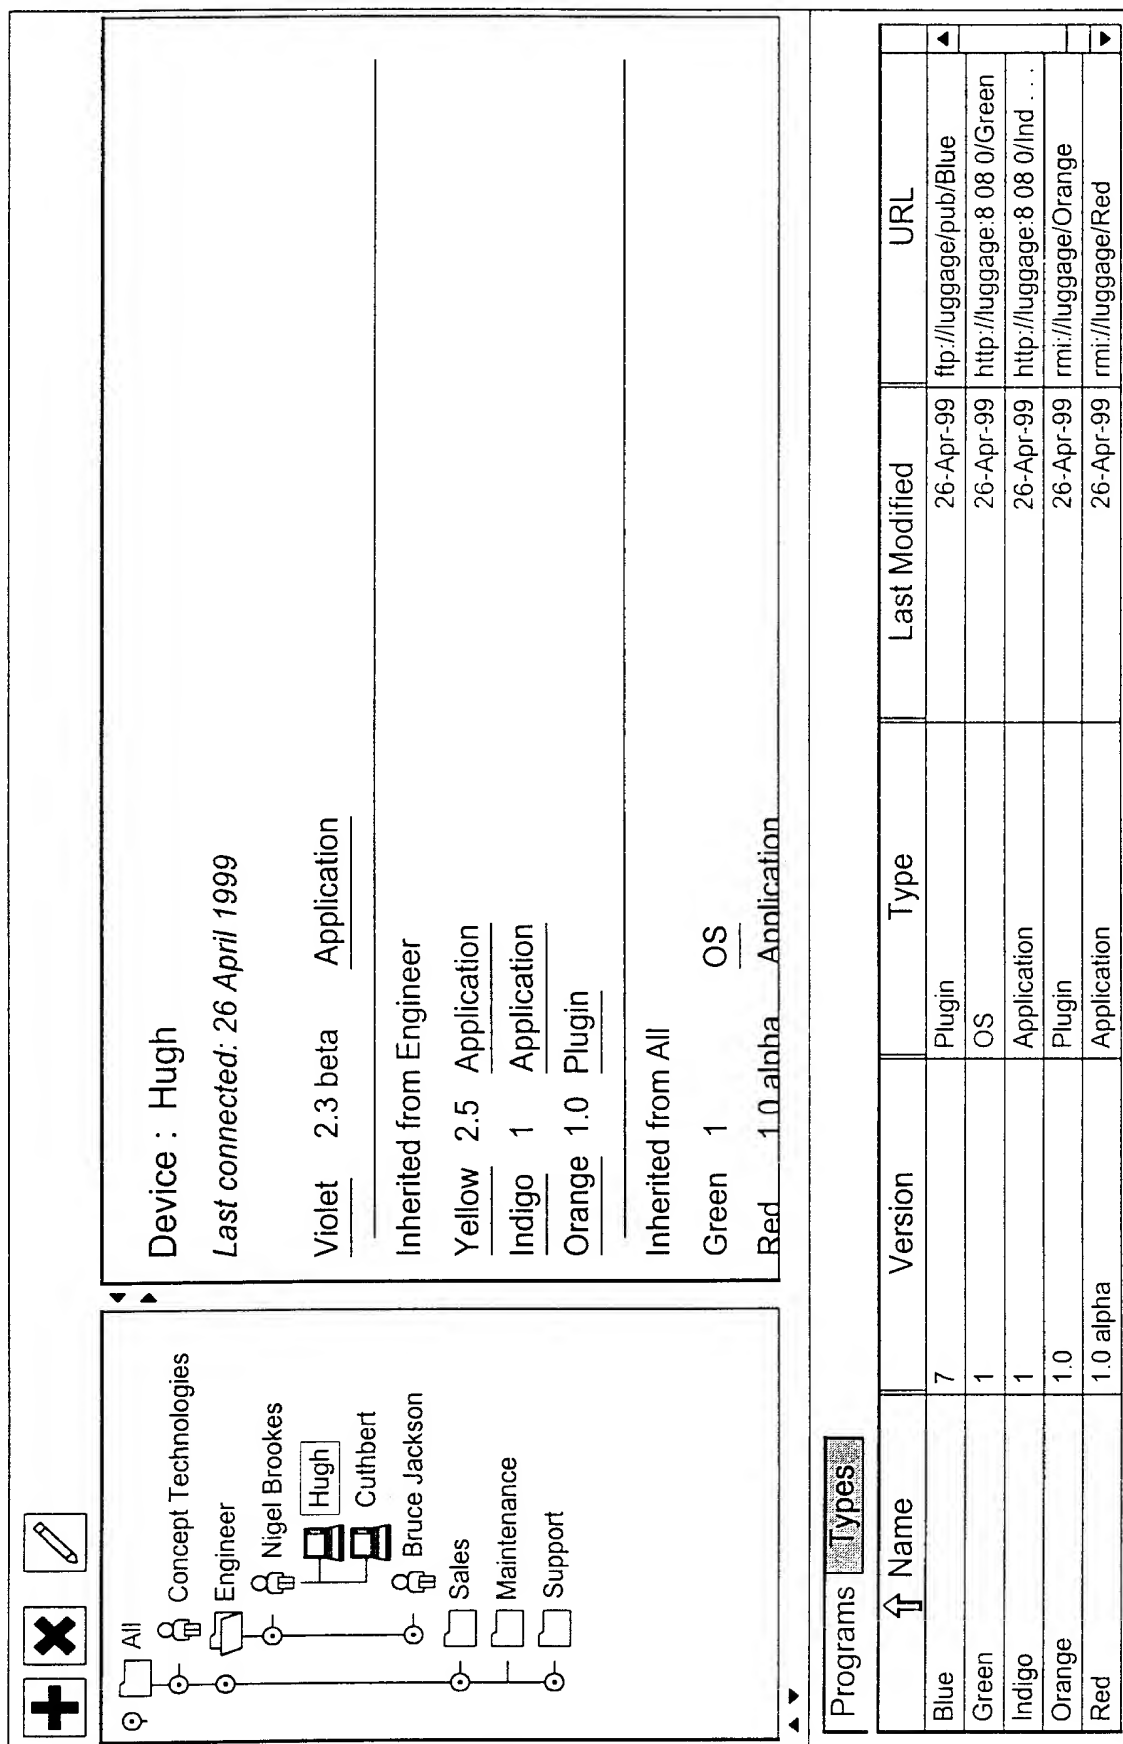 All
Concept Technologies
Engineer
Nigel Brookes
Hugh
Cuthbert
Bruce Jackson
Sales
Maintenance
Support
Device : Hugh
Last connected: 26 April 1999
Violet 2.3 beta Application
Inherited from Engineer
Yellow 2.5 Application
Indigo 1 Application
Orange 1.0 Plugin
Inherited from All
Green 1 OS
Red 1.0 alpha Application
Programs Types
Name Version Type Last Modified URL
Blue 7 Plugin 26-Apr-99 ftp://luggage/pub/Blue
Green 1 OS 26-Apr-99 http://luggage:8 08 0/Green
Indigo 1 Application 26-Apr-99 http://luggage:8 08 0/Ind . . .
Orange 1.0 Plugin 26-Apr-99 rmi://luggage/Orange
Red 1.0 alpha Application 26-Apr-99 rmi://luggage/Red